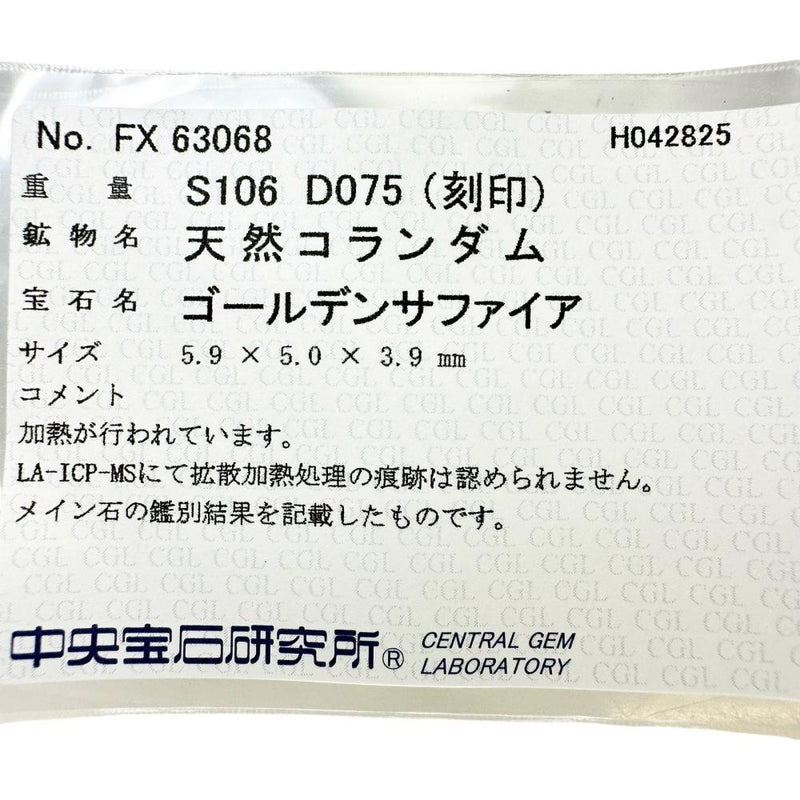 No. FX 63068 H042825
重量 S106 D075 (刻印)
鉱物名 天然コランダム
宝石名 ゴールデンサファイア
サイズ 5.9 × 5.0 × 3.9 mm
コメント
加熱が行われています。
LA-ICP-MSにて拡散加熱処理の痕跡は認められません。
メイン石の鑑別結果を記載したものです。
中央宝石研究所® CENTRAL GEM
LABORATORY